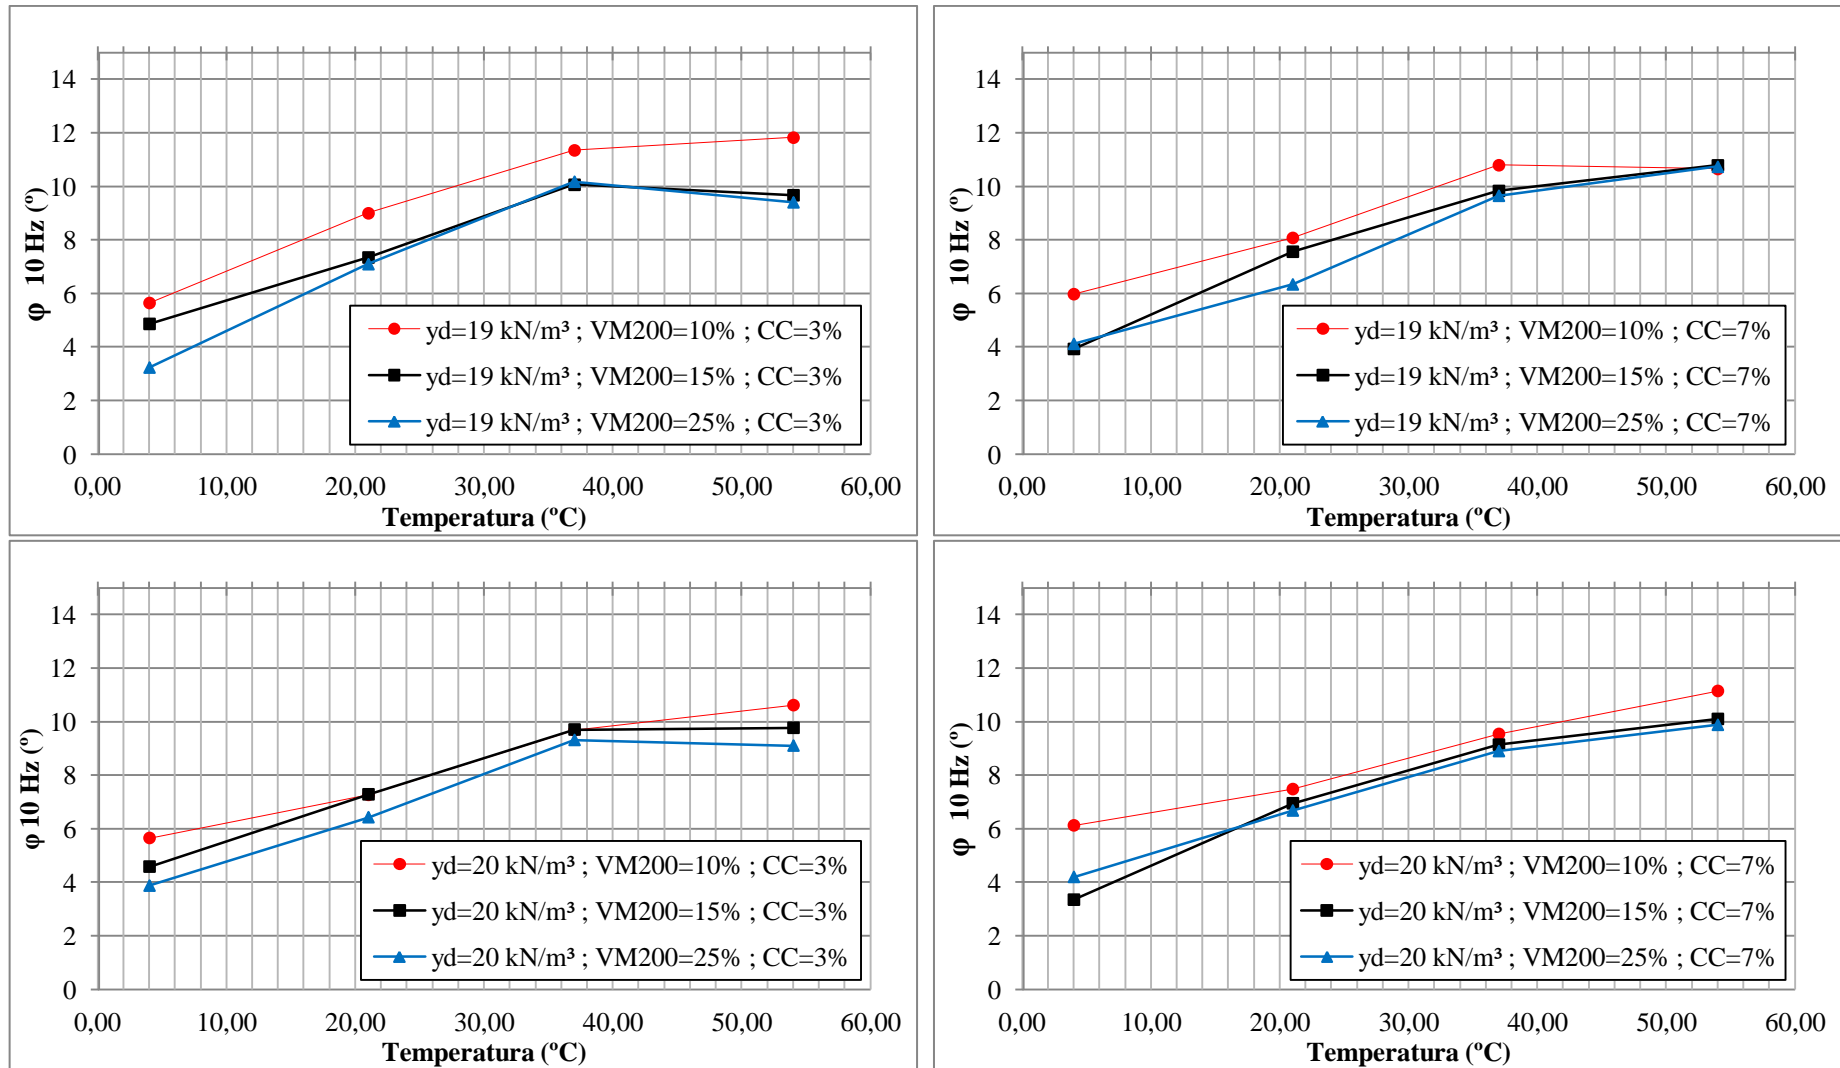 14
12
10
8
6
4
2
0
φ 10 Hz (º)
yd=19 kN/m³ ; VM200=10% ; CC=3%
yd=19 kN/m³ ; VM200=15% ; CC=3%
yd=19 kN/m³ ; VM200=25% ; CC=3%
0,00 10,00 20,00 30,00 40,00 50,00 60,00
Temperatura (ºC)
14
12
10
8
6
4
2
0
φ 10 Hz (º)
yd=19 kN/m³ ; VM200=10% ; CC=7%
yd=19 kN/m³ ; VM200=15% ; CC=7%
yd=19 kN/m³ ; VM200=25% ; CC=7%
0,00 10,00 20,00 30,00 40,00 50,00 60,00
Temperatura (ºC)
14
12
10
8
6
4
2
0
φ 10 Hz (º)
yd=20 kN/m³ ; VM200=10% ; CC=3%
yd=20 kN/m³ ; VM200=15% ; CC=3%
yd=20 kN/m³ ; VM200=25% ; CC=3%
0,00 10,00 20,00 30,00 40,00 50,00 60,00
Temperatura (ºC)
14
12
10
8
6
4
2
0
φ 10 Hz (º)
yd=20 kN/m³ ; VM200=10% ; CC=7%
yd=20 kN/m³ ; VM200=15% ; CC=7%
yd=20 kN/m³ ; VM200=25% ; CC=7%
0,00 10,00 20,00 30,00 40,00 50,00 60,00
Temperatura (ºC)